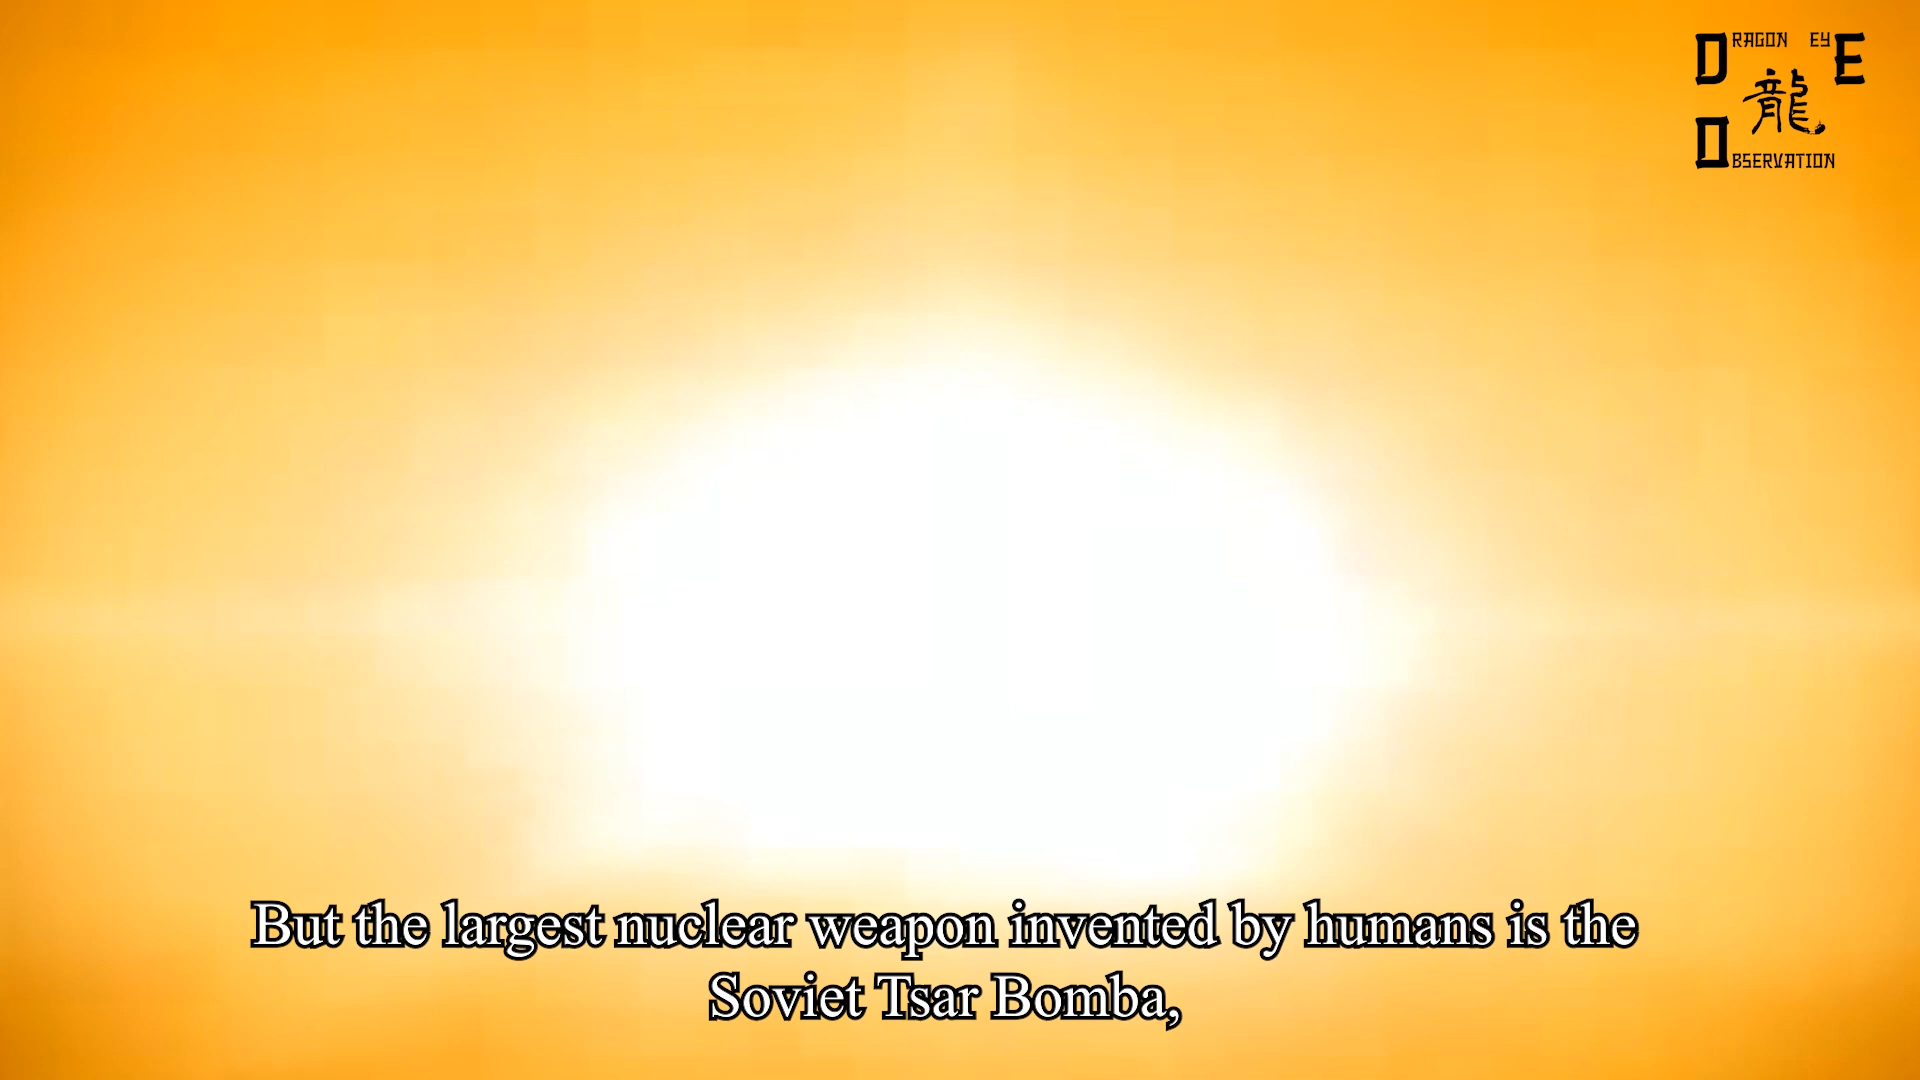 DRAGON EYE
龍
OBSERVATION
But the largest nuclear weapon invented by humans is the
Soviet Tsar Bomba,